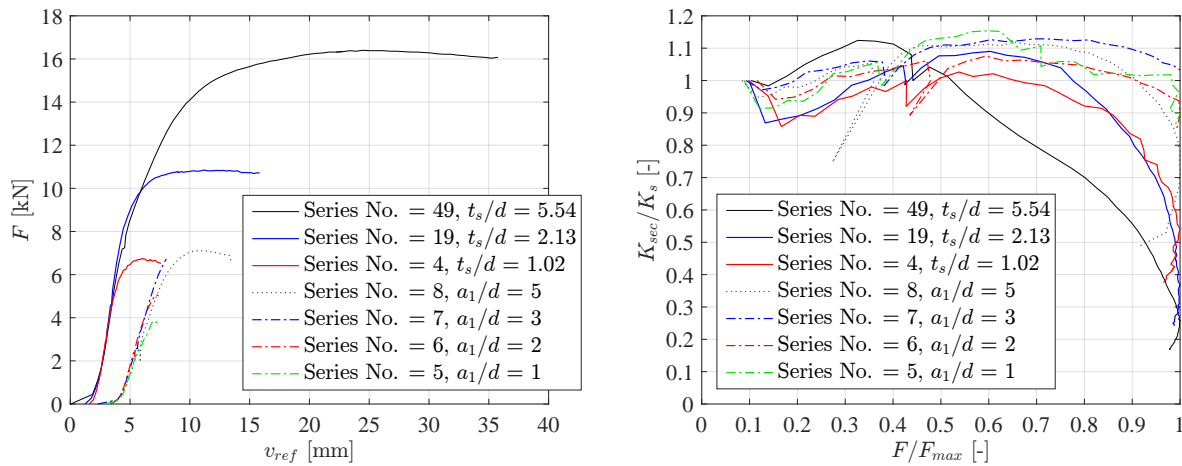 18
16
14
12
10
8
6
4
2
0
F [kN]
0 5 10 15 20 25 30 35 40
v_ref [mm]
Series No. = 49, t_s/d = 5.54
Series No. = 19, t_s/d = 2.13
Series No. = 4, t_s/d = 1.02
Series No. = 8, a_1/d = 5
Series No. = 7, a_1/d = 3
Series No. = 6, a_1/d = 2
Series No. = 5, a_1/d = 1
1.2
1.1
1
0.9
0.8
0.7
0.6
0.5
0.4
0.3
0.2
0.1
0
K_sec/K_s [-]
0 0.1 0.2 0.3 0.4 0.5 0.6 0.7 0.8 0.9 1
F/F_max [-]
Series No. = 49, t_s/d = 5.54
Series No. = 19, t_s/d = 2.13
Series No. = 4, t_s/d = 1.02
Series No. = 8, a_1/d = 5
Series No. = 7, a_1/d = 3
Series No. = 6, a_1/d = 2
Series No. = 5, a_1/d = 1